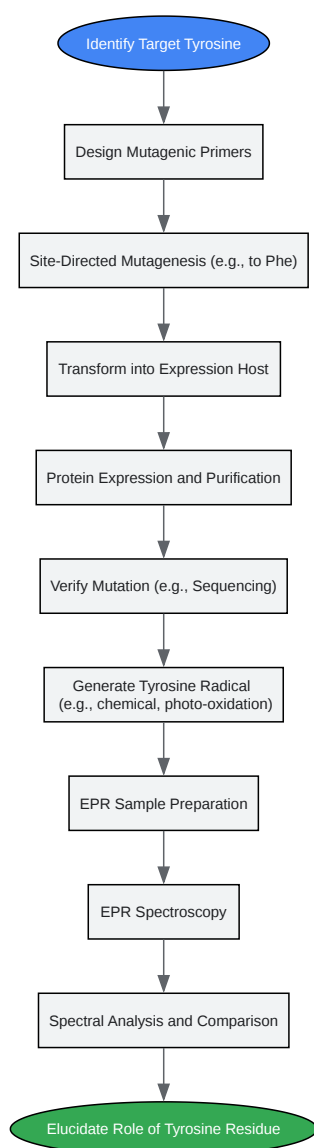 Identify Target Tyrosine
Design Mutagenic Primers
Site-Directed Mutagenesis (e.g., to Phe)
Transform into Expression Host
Protein Expression and Purification
Verify Mutation (e.g., Sequencing)
Generate Tyrosine Radical
(e.g., chemical, photo-oxidation)
EPR Sample Preparation
EPR Spectroscopy
Spectral Analysis and Comparison
Elucidate Role of Tyrosine Residue